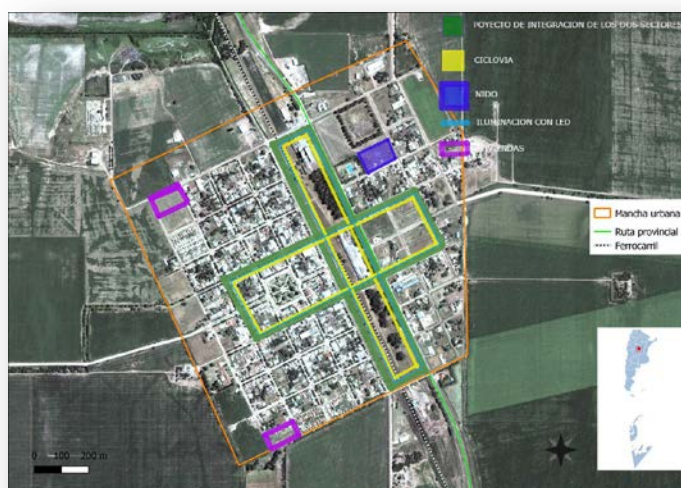 POYECTO DE INTEGRACION DE LOS DOS SECTORES
CICLOVIA
NIDO
ILUMINACION CON LED
VIVIENDAS
Mancha urbana
Ruta provincial
Ferrocarril
0 100 200 m